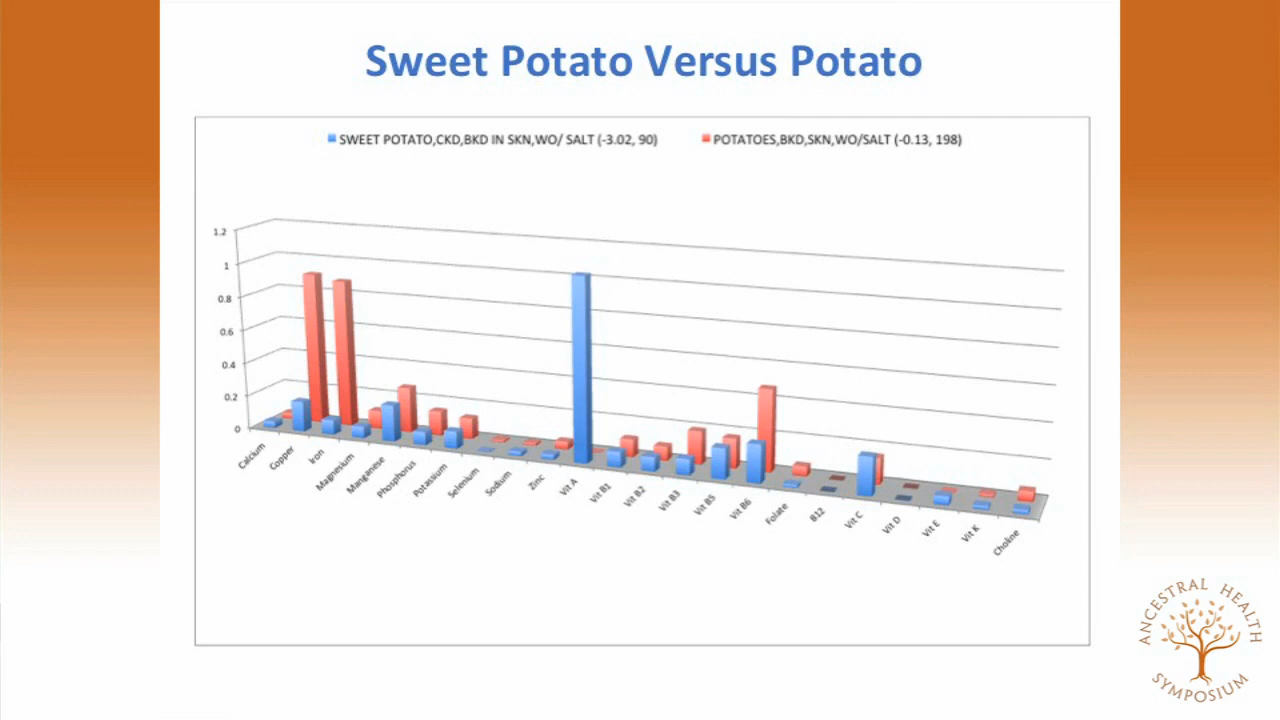 Sweet Potato Versus Potato
SWEET POTATO,CKD,BKD IN SKN,WO/ SALT (-3.02, 90)
POTATOES,BKD,SKN,WO/SALT (-0.13, 198)
1.2
1
0.8
0.6
0.4
0.2
0
Calcium
Copper
Iron
Magnesium
Manganese
Phosphorus
Potassium
Selenium
Sodium
Zinc
Vit A
Vit B1
Vit B2
Vit B3
Vit B5
Vit B6
Folate
B12
Vit C
Vit D
Vit E
Vit K
Choline
ANCESTRAL HEALTH
SYMPOSIUM